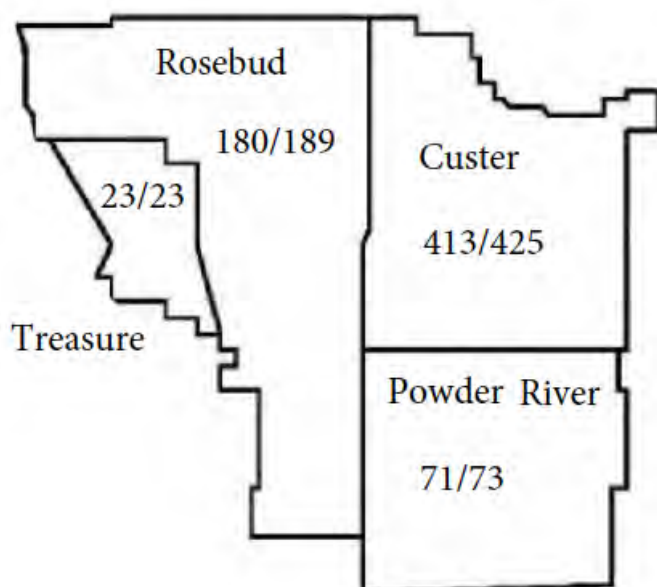 Rosebud
180/189
23/23
Treasure
Custer
413/425
Powder River
71/73